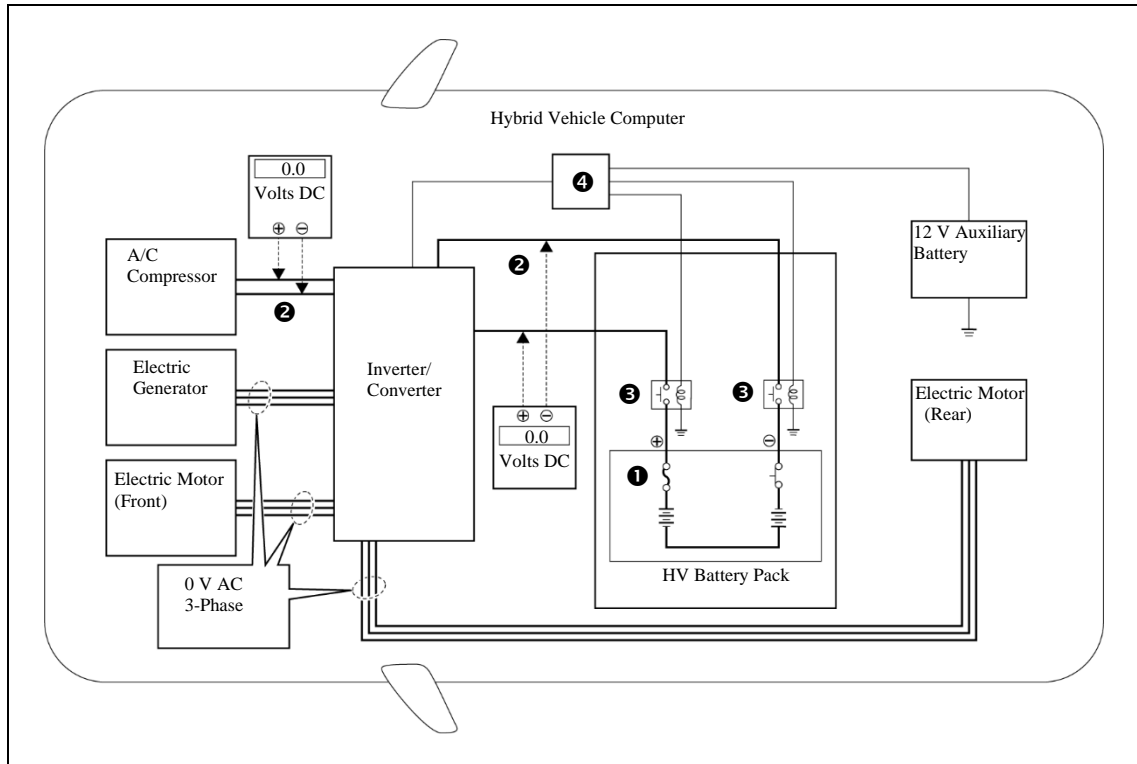 Hybrid Vehicle Computer
0.0
Volts DC
⊕ ⊖
❹
A/C
Compressor
❷
❷
12 V Auxiliary
Battery
Electric
Generator
Inverter/
Converter
❸
❸
Electric Motor
(Rear)
⊕ ⊖
0.0
Volts DC
⊕
⊖
❶
Electric Motor
(Front)
HV Battery Pack
0 V AC
3-Phase